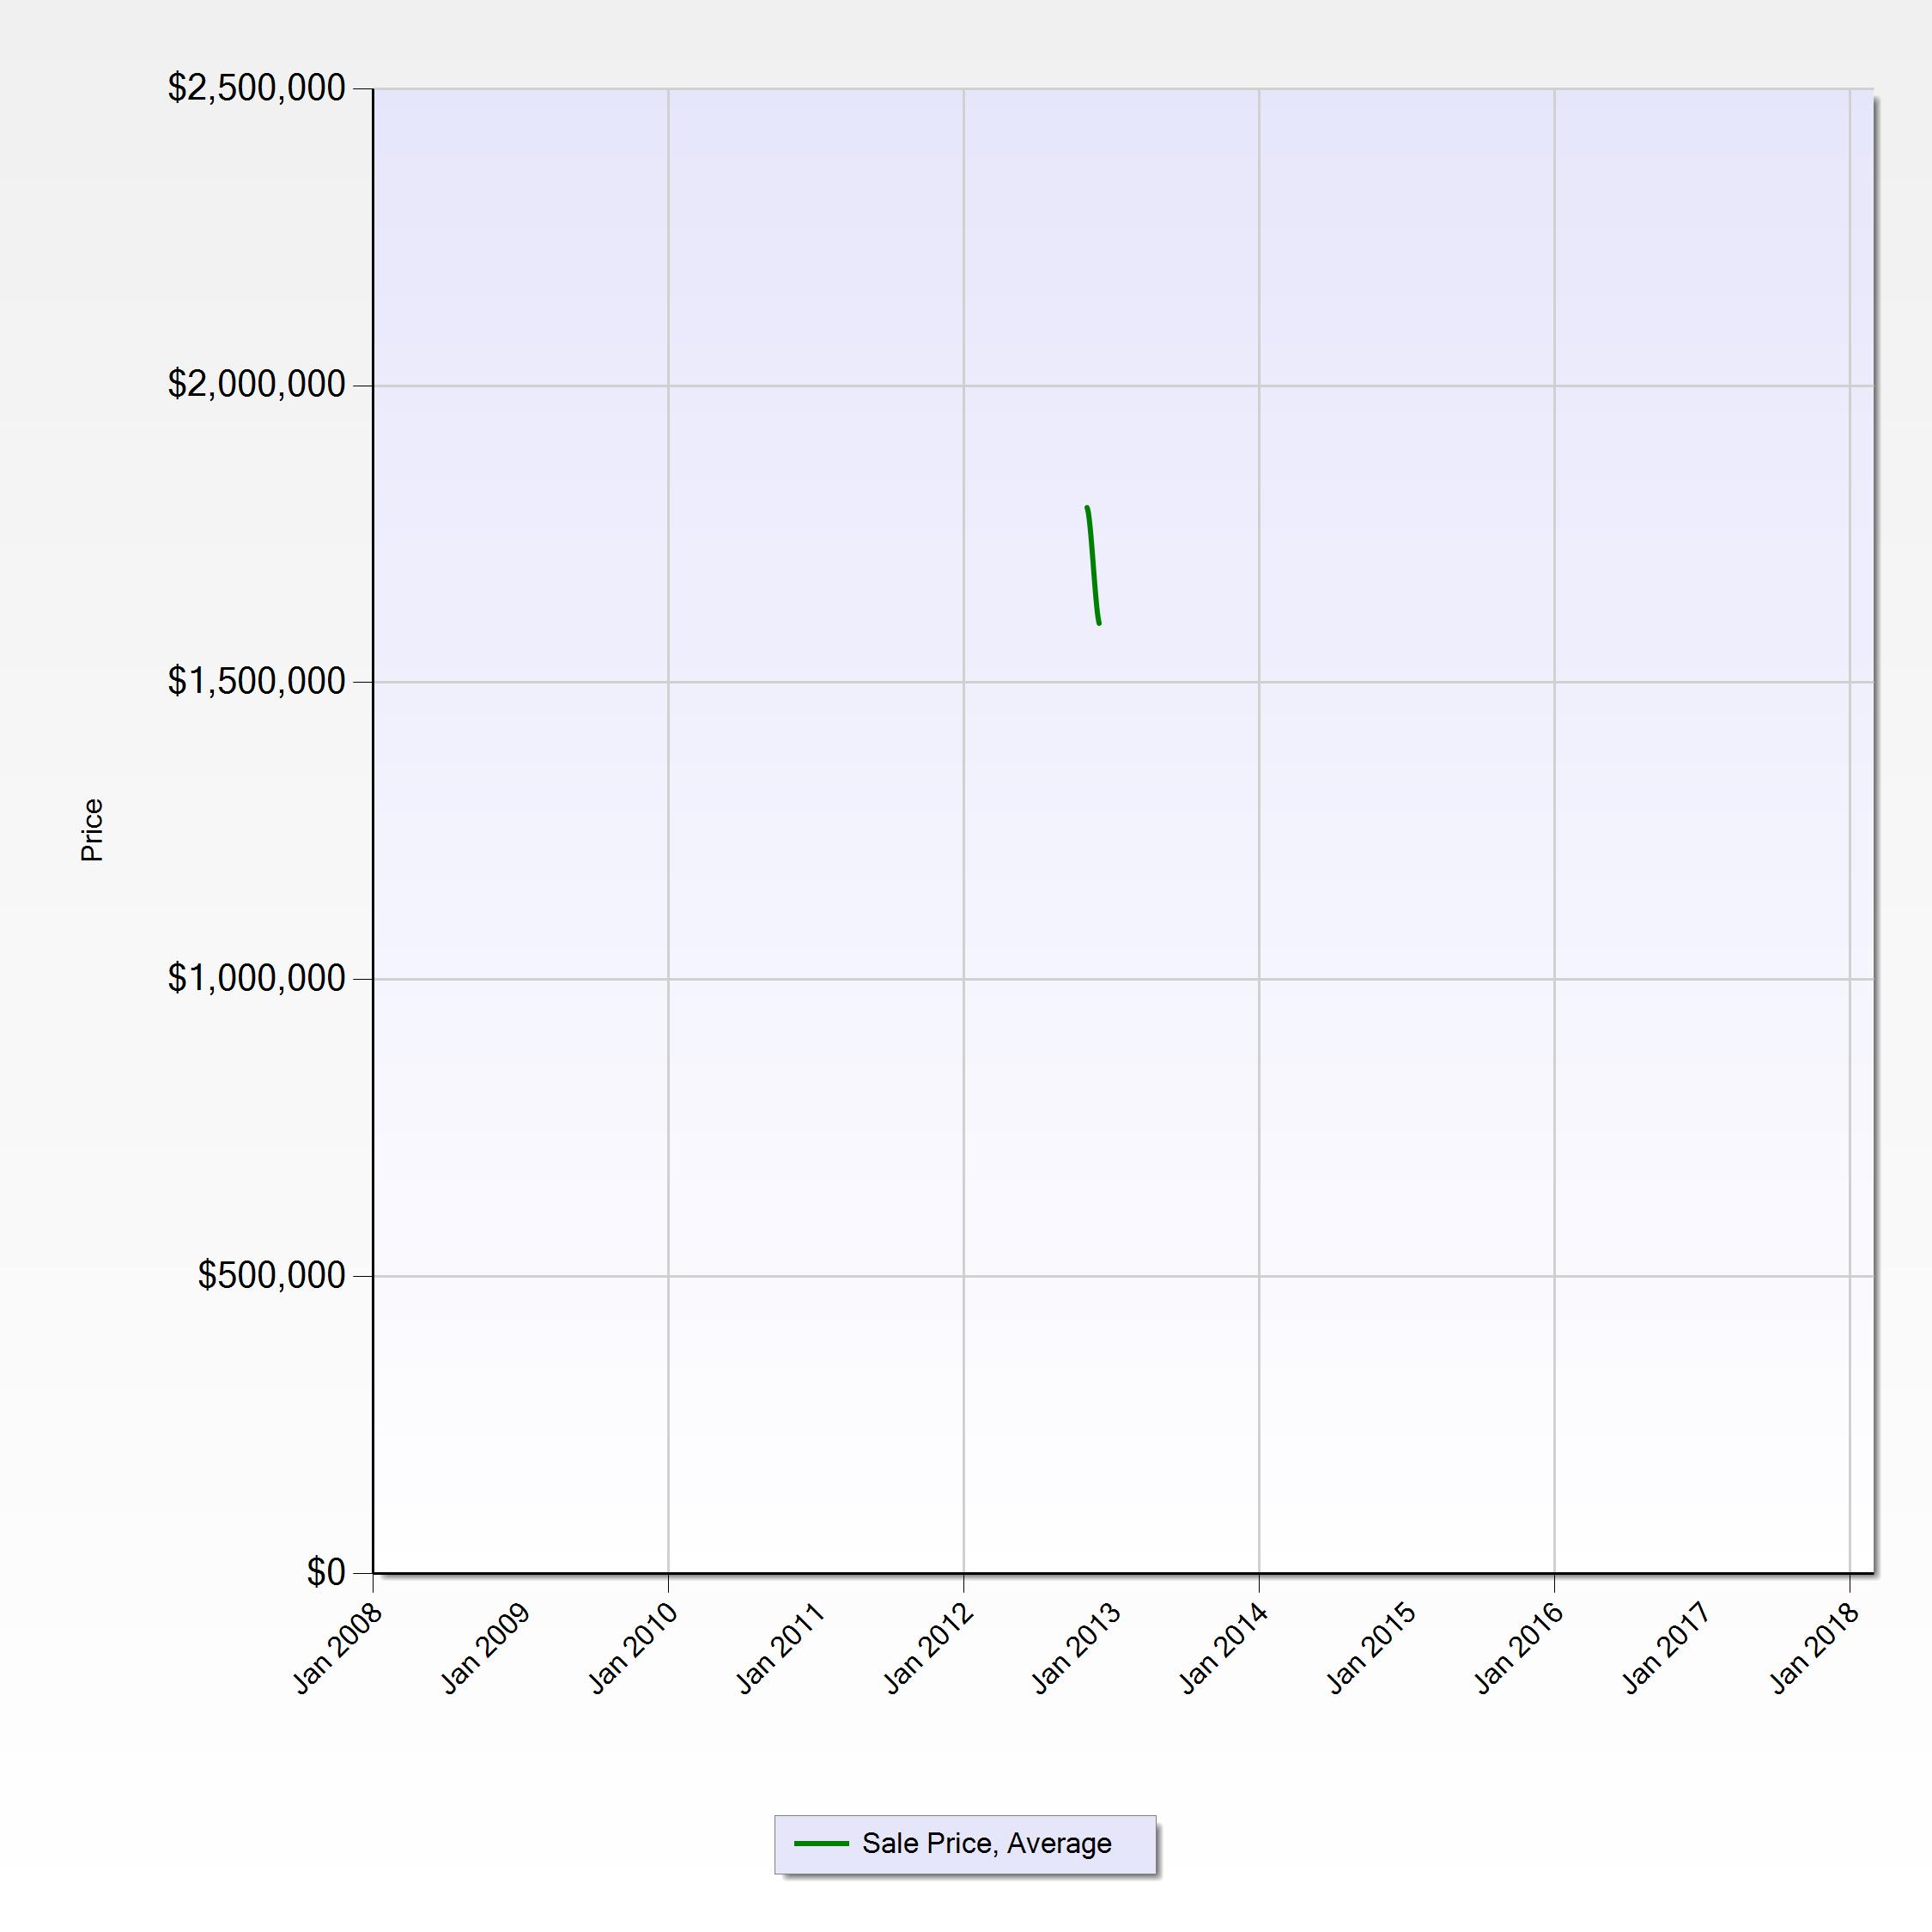 $2,500,000
$2,000,000
$1,500,000
Price
$1,000,000
$500,000
$0
Jan 2008
Jan 2009
Jan 2010
Jan 2011
Jan 2012
Jan 2013
Jan 2014
Jan 2015
Jan 2016
Jan 2017
Jan 2018
Sale Price, Average